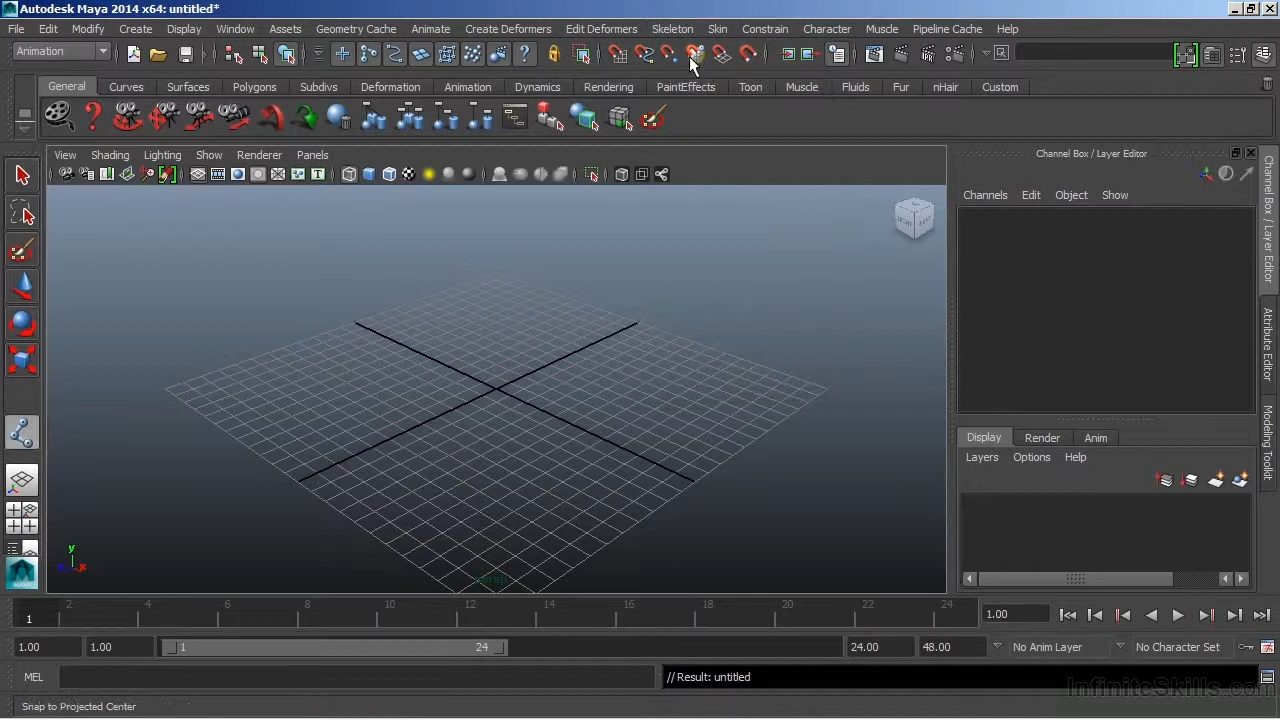 Autodesk Maya 2014 x64: untitled*
File Edit Modify Create Display Window Assets Geometry Cache Animate Create Deformers Edit Deformers Skeleton Skin Constrain Character Muscle Pipeline Cache Help
Animation
General Curves Surfaces Polygons Subdivs Deformation Animation Dynamics Rendering PaintEffects Toon Muscle Fluids Fur nHair Custom
View Shading Lighting Show Renderer Panels
Channel Box / Layer Editor
Channels Edit Object Show
FRONT RIGHT
Channel Box / Layer Editor
Attribute Editor
Modeling Toolkit
Display Render Anim
Layers Options Help
y
x
persp
2 4 6 8 10 12 14 16 18 20 22 24
1
1.00
1.00 1.00 1 24 24.00 48.00 No Anim Layer No Character Set
MEL // Result: untitled
InfiniteSkills.com
Snap to Projected Center